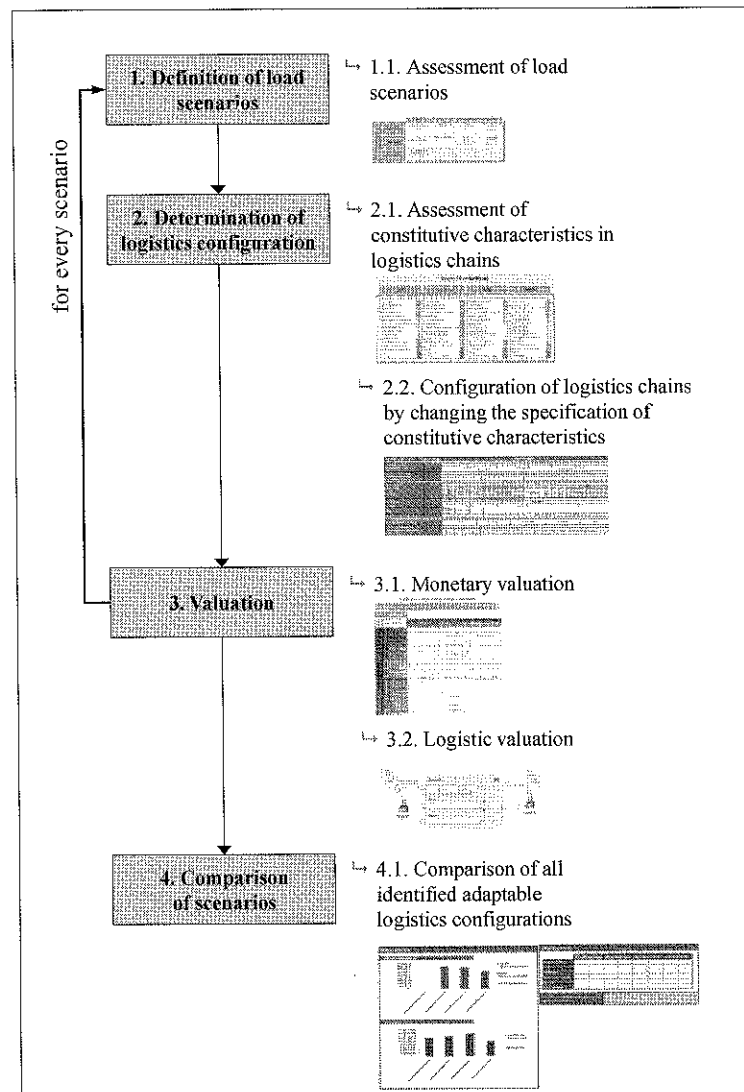 1. Definition of load
scenarios
↳ 1.1. Assessment of load
scenarios
for every scenario
2. Determination of
logistics configuration
↳ 2.1. Assessment of
constitutive characteristics in
logistics chains
↳ 2.2. Configuration of logistics chains
by changing the specification of
constitutive characteristics
3. Valuation
↳ 3.1. Monetary valuation
↳ 3.2. Logistic valuation
4. Comparison
of scenarios
↳ 4.1. Comparison of all
identified adaptable
logistics configurations